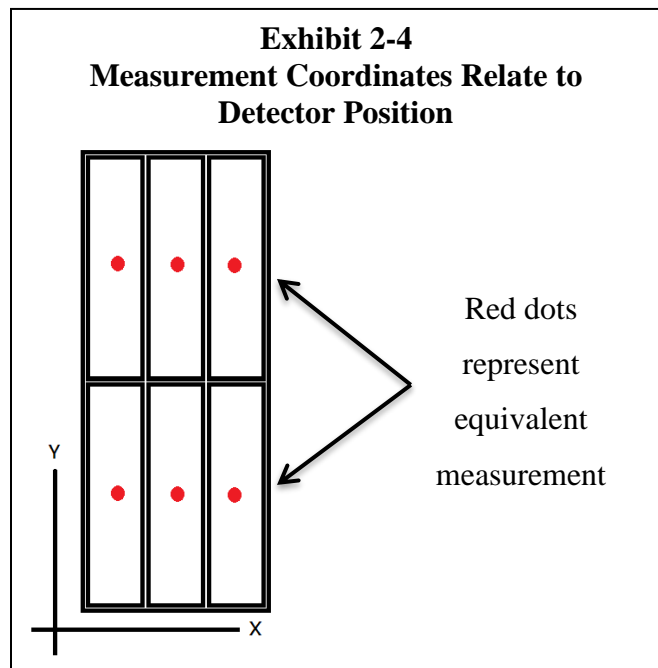 Exhibit 2-4
Measurement Coordinates Relate to
Detector Position
Red dots
represent
equivalent
measurement
Y
X